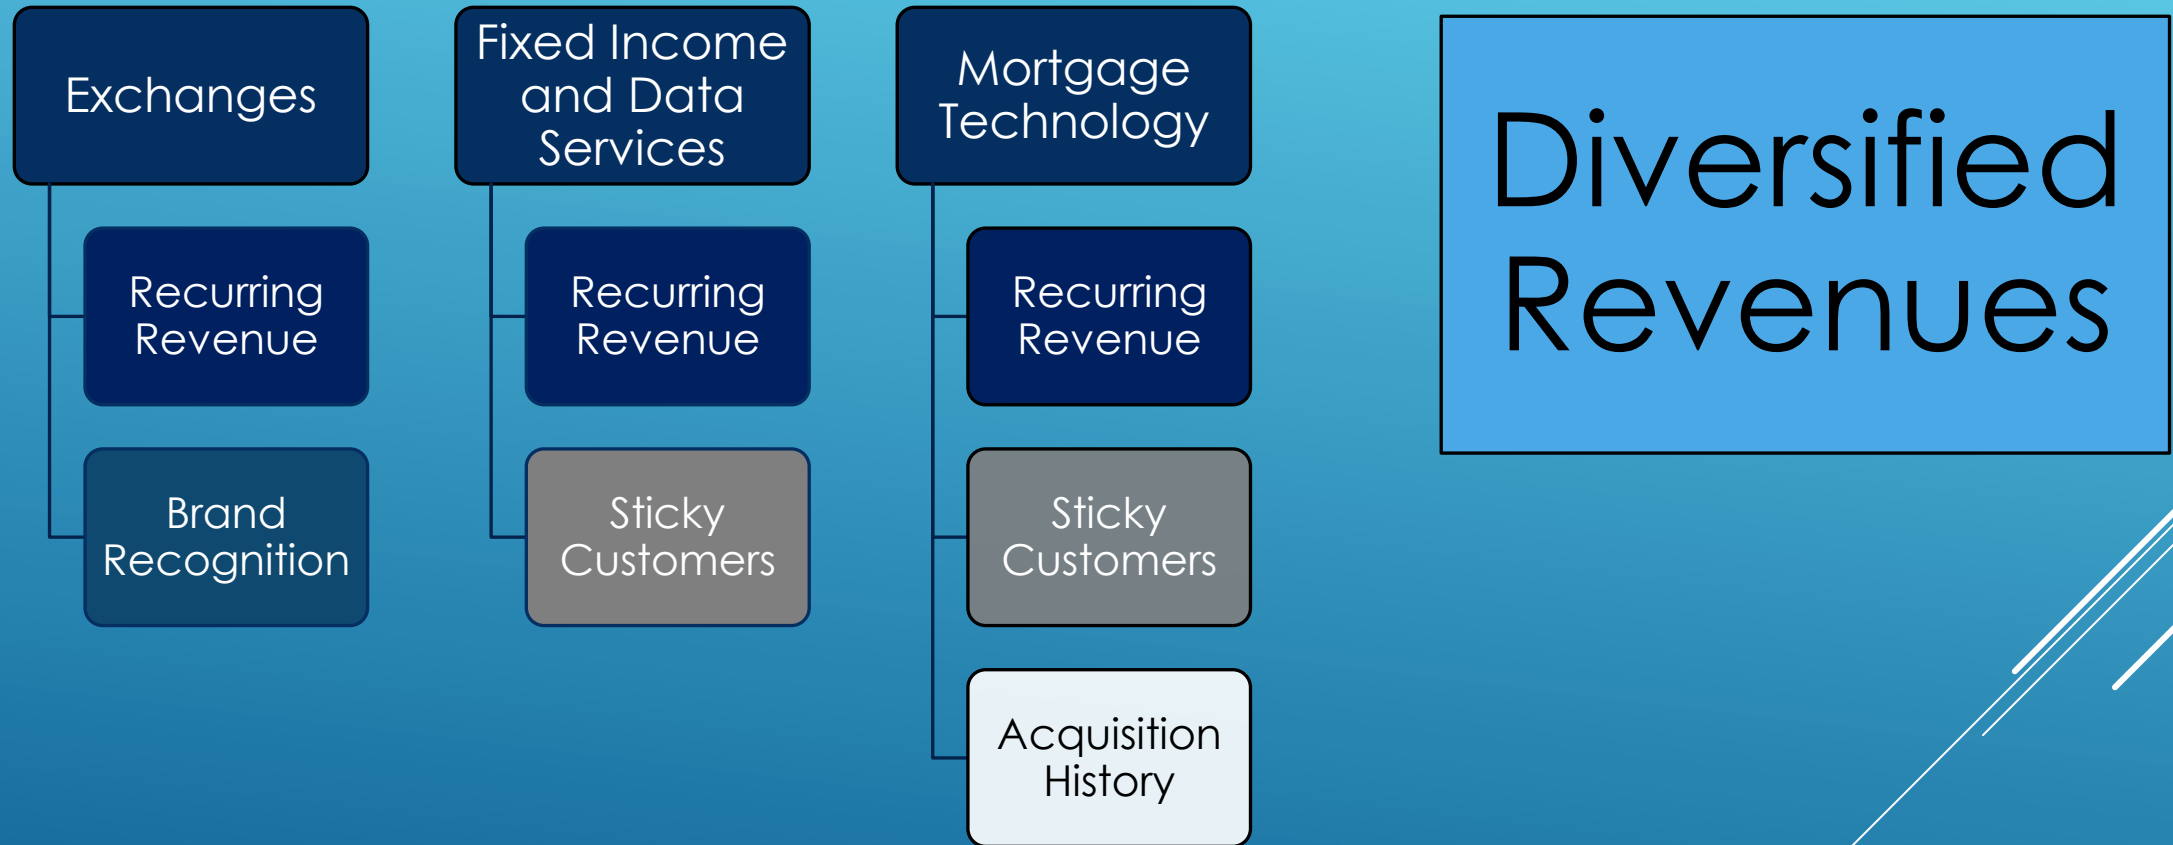 Exchanges
Recurring
Revenue
Brand
Recognition
Fixed Income
and Data
Services
Recurring
Revenue
Sticky
Customers
Mortgage
Technology
Recurring
Revenue
Sticky
Customers
Acquisition
History
Diversified
Revenues